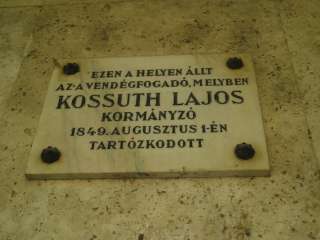 EZEN A HELYEN ÁLLT
AZ A VENDÉGFOGADÓ, MELYBEN
KOSSUTH LAJOS
KORMÁNYZÓ
1849. AUGUSZTUS 1-ÉN
TARTÓZKODOTT